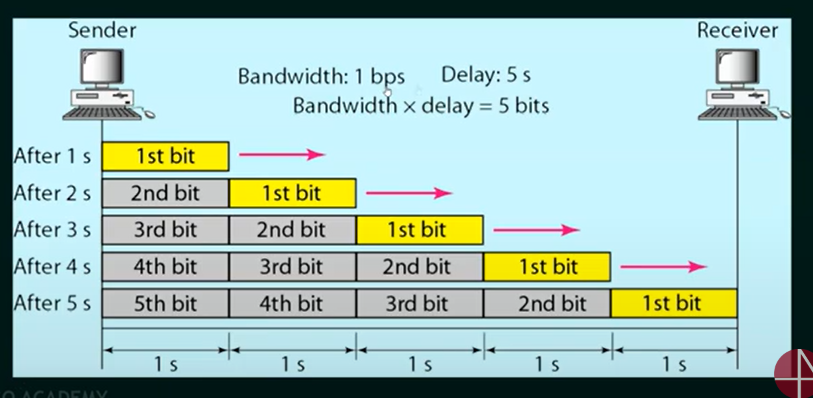 Sender Receiver
Bandwidth: 1 bps Delay: 5 s
Bandwidth × delay = 5 bits
After 1 s 1st bit
After 2 s 2nd bit 1st bit
After 3 s 3rd bit 2nd bit 1st bit
After 4 s 4th bit 3rd bit 2nd bit 1st bit
After 5 s 5th bit 4th bit 3rd bit 2nd bit 1st bit
1 s 1 s 1 s 1 s 1 s
ACADEMY